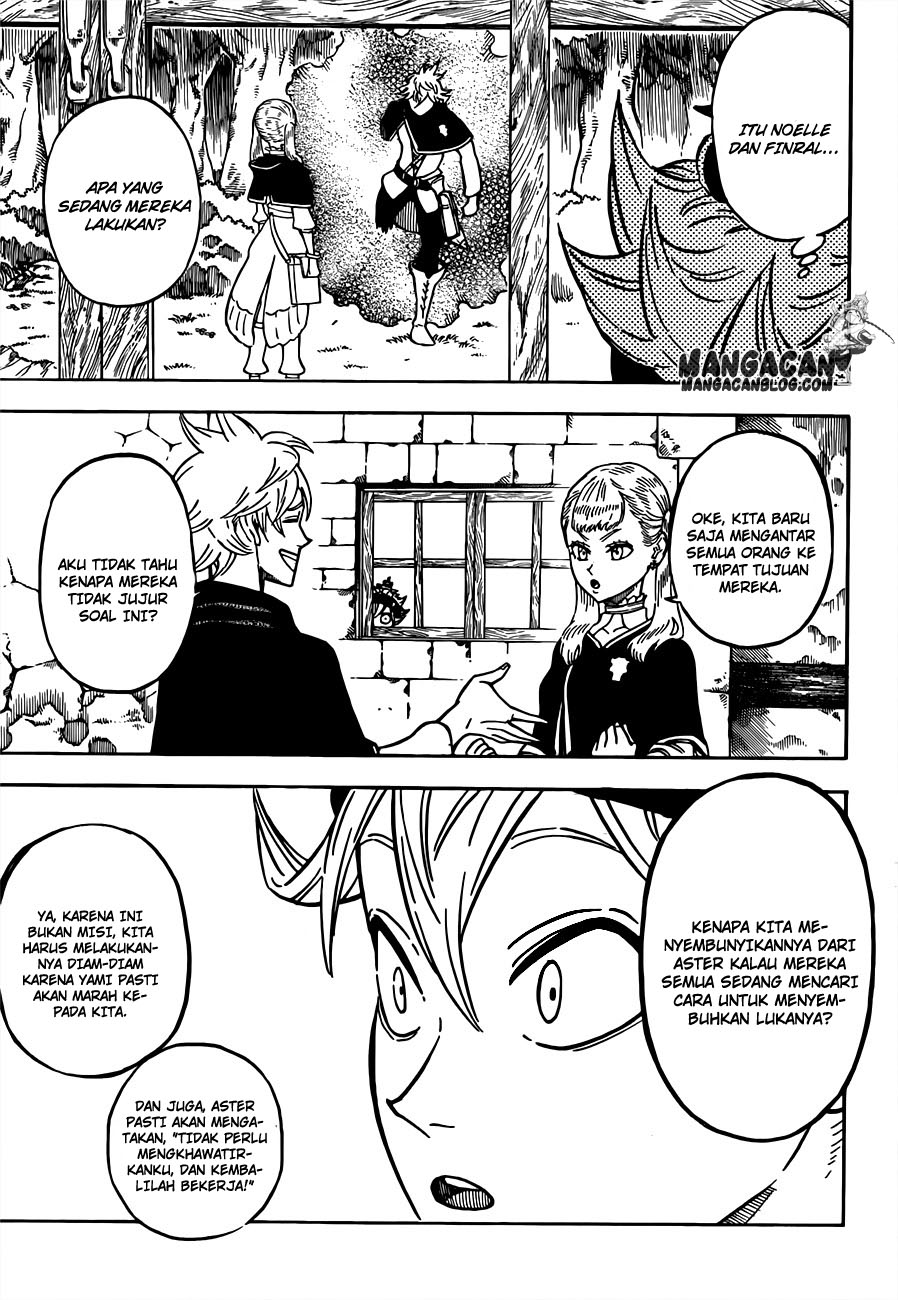 ITU NOELLE
DAN FINRAL...
APA YANG
SEDANG MEREKA
LAKUKAN?
MANGACAN
MANGACANBLOG.COM
OKE, KITA BARU
SAJA MENGANTAR
SEMUA ORANG KE
TEMPAT TUJUAN
MEREKA.
AKU TIDAK TAHU
KENAPA MEREKA
TIDAK JUJUR
SOAL INI?
KENAPA KITA ME-
NYEMBUNYIKANNYA DARI
ASTER KALAU MEREKA
SEMUA SEDANG MENCARI
CARA UNTUK MENYEM-
BUHKAN LUKANYA?
YA, KARENA INI
BUKAN MISI, KITA
HARUS MELAKUKAN-
NYA DIAM-DIAM
KARENA YAMI PASTI
AKAN MARAH KE-
PADA KITA.
DAN JUGA, ASTER
PASTI AKAN MENGA-
TAKAN, "TIDAK PERLU
MENGKHAWATIR-
KANKU, DAN KEMBA-
LILAH BEKERJA!"